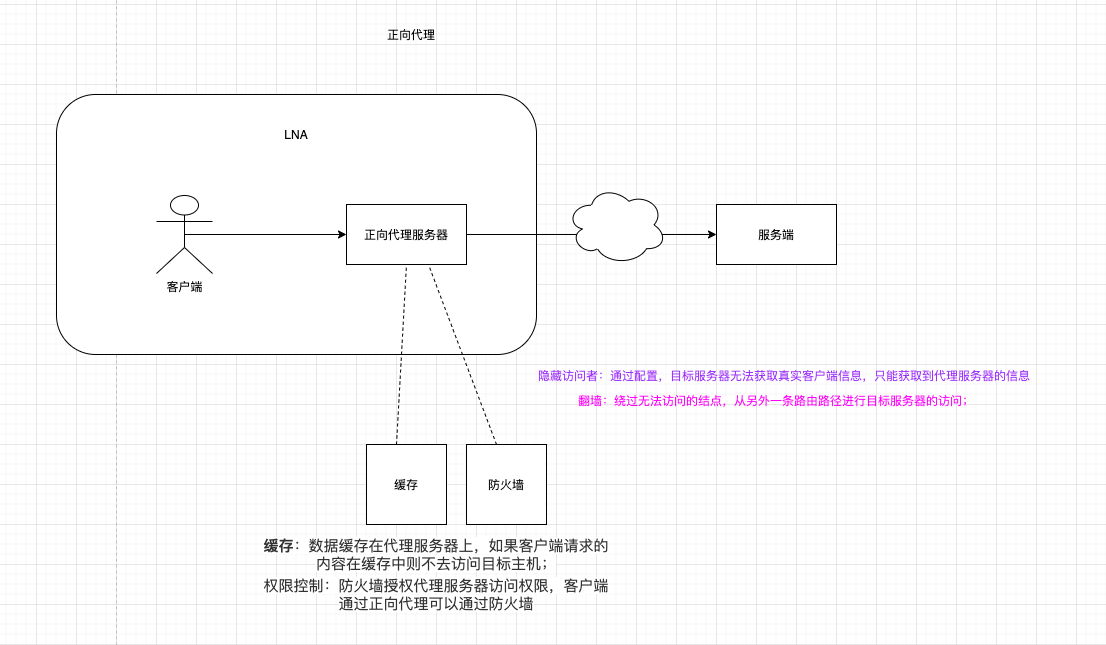 正向代理
LNA
正向代理服务器
服务端
客户端
隐藏访问者：通过配置，目标服务器无法获取真实客户端信息，只能获取到代理服务器的信息
翻墙：绕过无法访问的结点，从另外一条路由路径进行目标服务器的访问；
缓存
防火墙
缓存：数据缓存在代理服务器上，如果客户端请求的
内容在缓存中则不去访问目标主机；
权限控制：防火墙授权代理服务器访问权限，客户端
通过正向代理可以通过防火墙